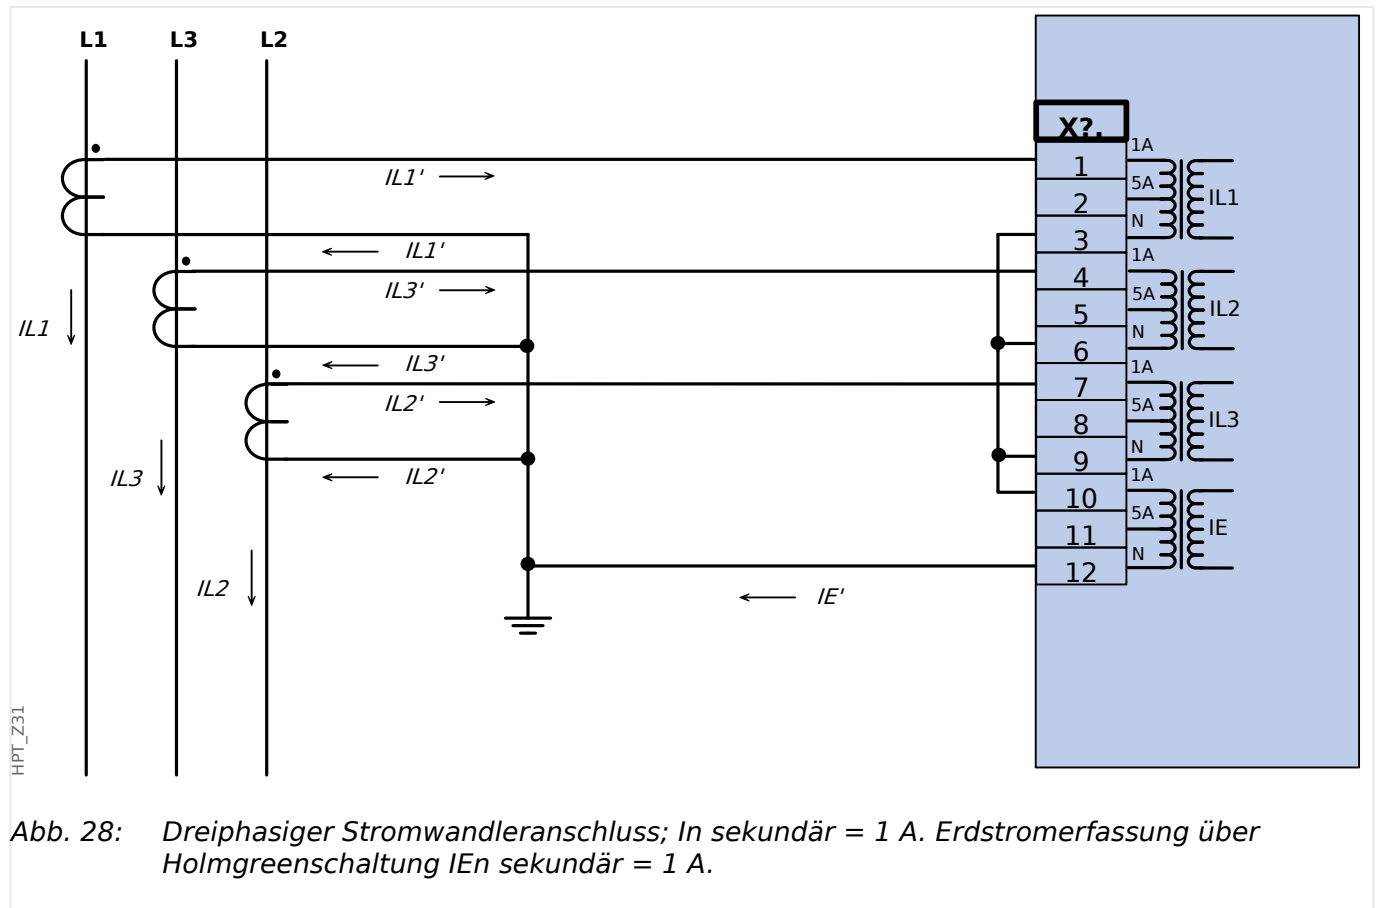 L1 L3 L2
X?.
1 1A
2 5A IL1
3 N
4 1A
5 5A IL2
6 N
7 1A
8 5A IL3
9 N
10 1A
11 5A IE
12 N
IL1'
IL1'
IL3'
IL1
IL3'
IL2'
IL3 IL2'
IL2 IE'
HPT_Z31
Abb. 28: Dreiphasiger Stromwandleranschluss; In sekundär = 1 A. Erdstromerfassung über
Holmgreenschaltung IEn sekundär = 1 A.